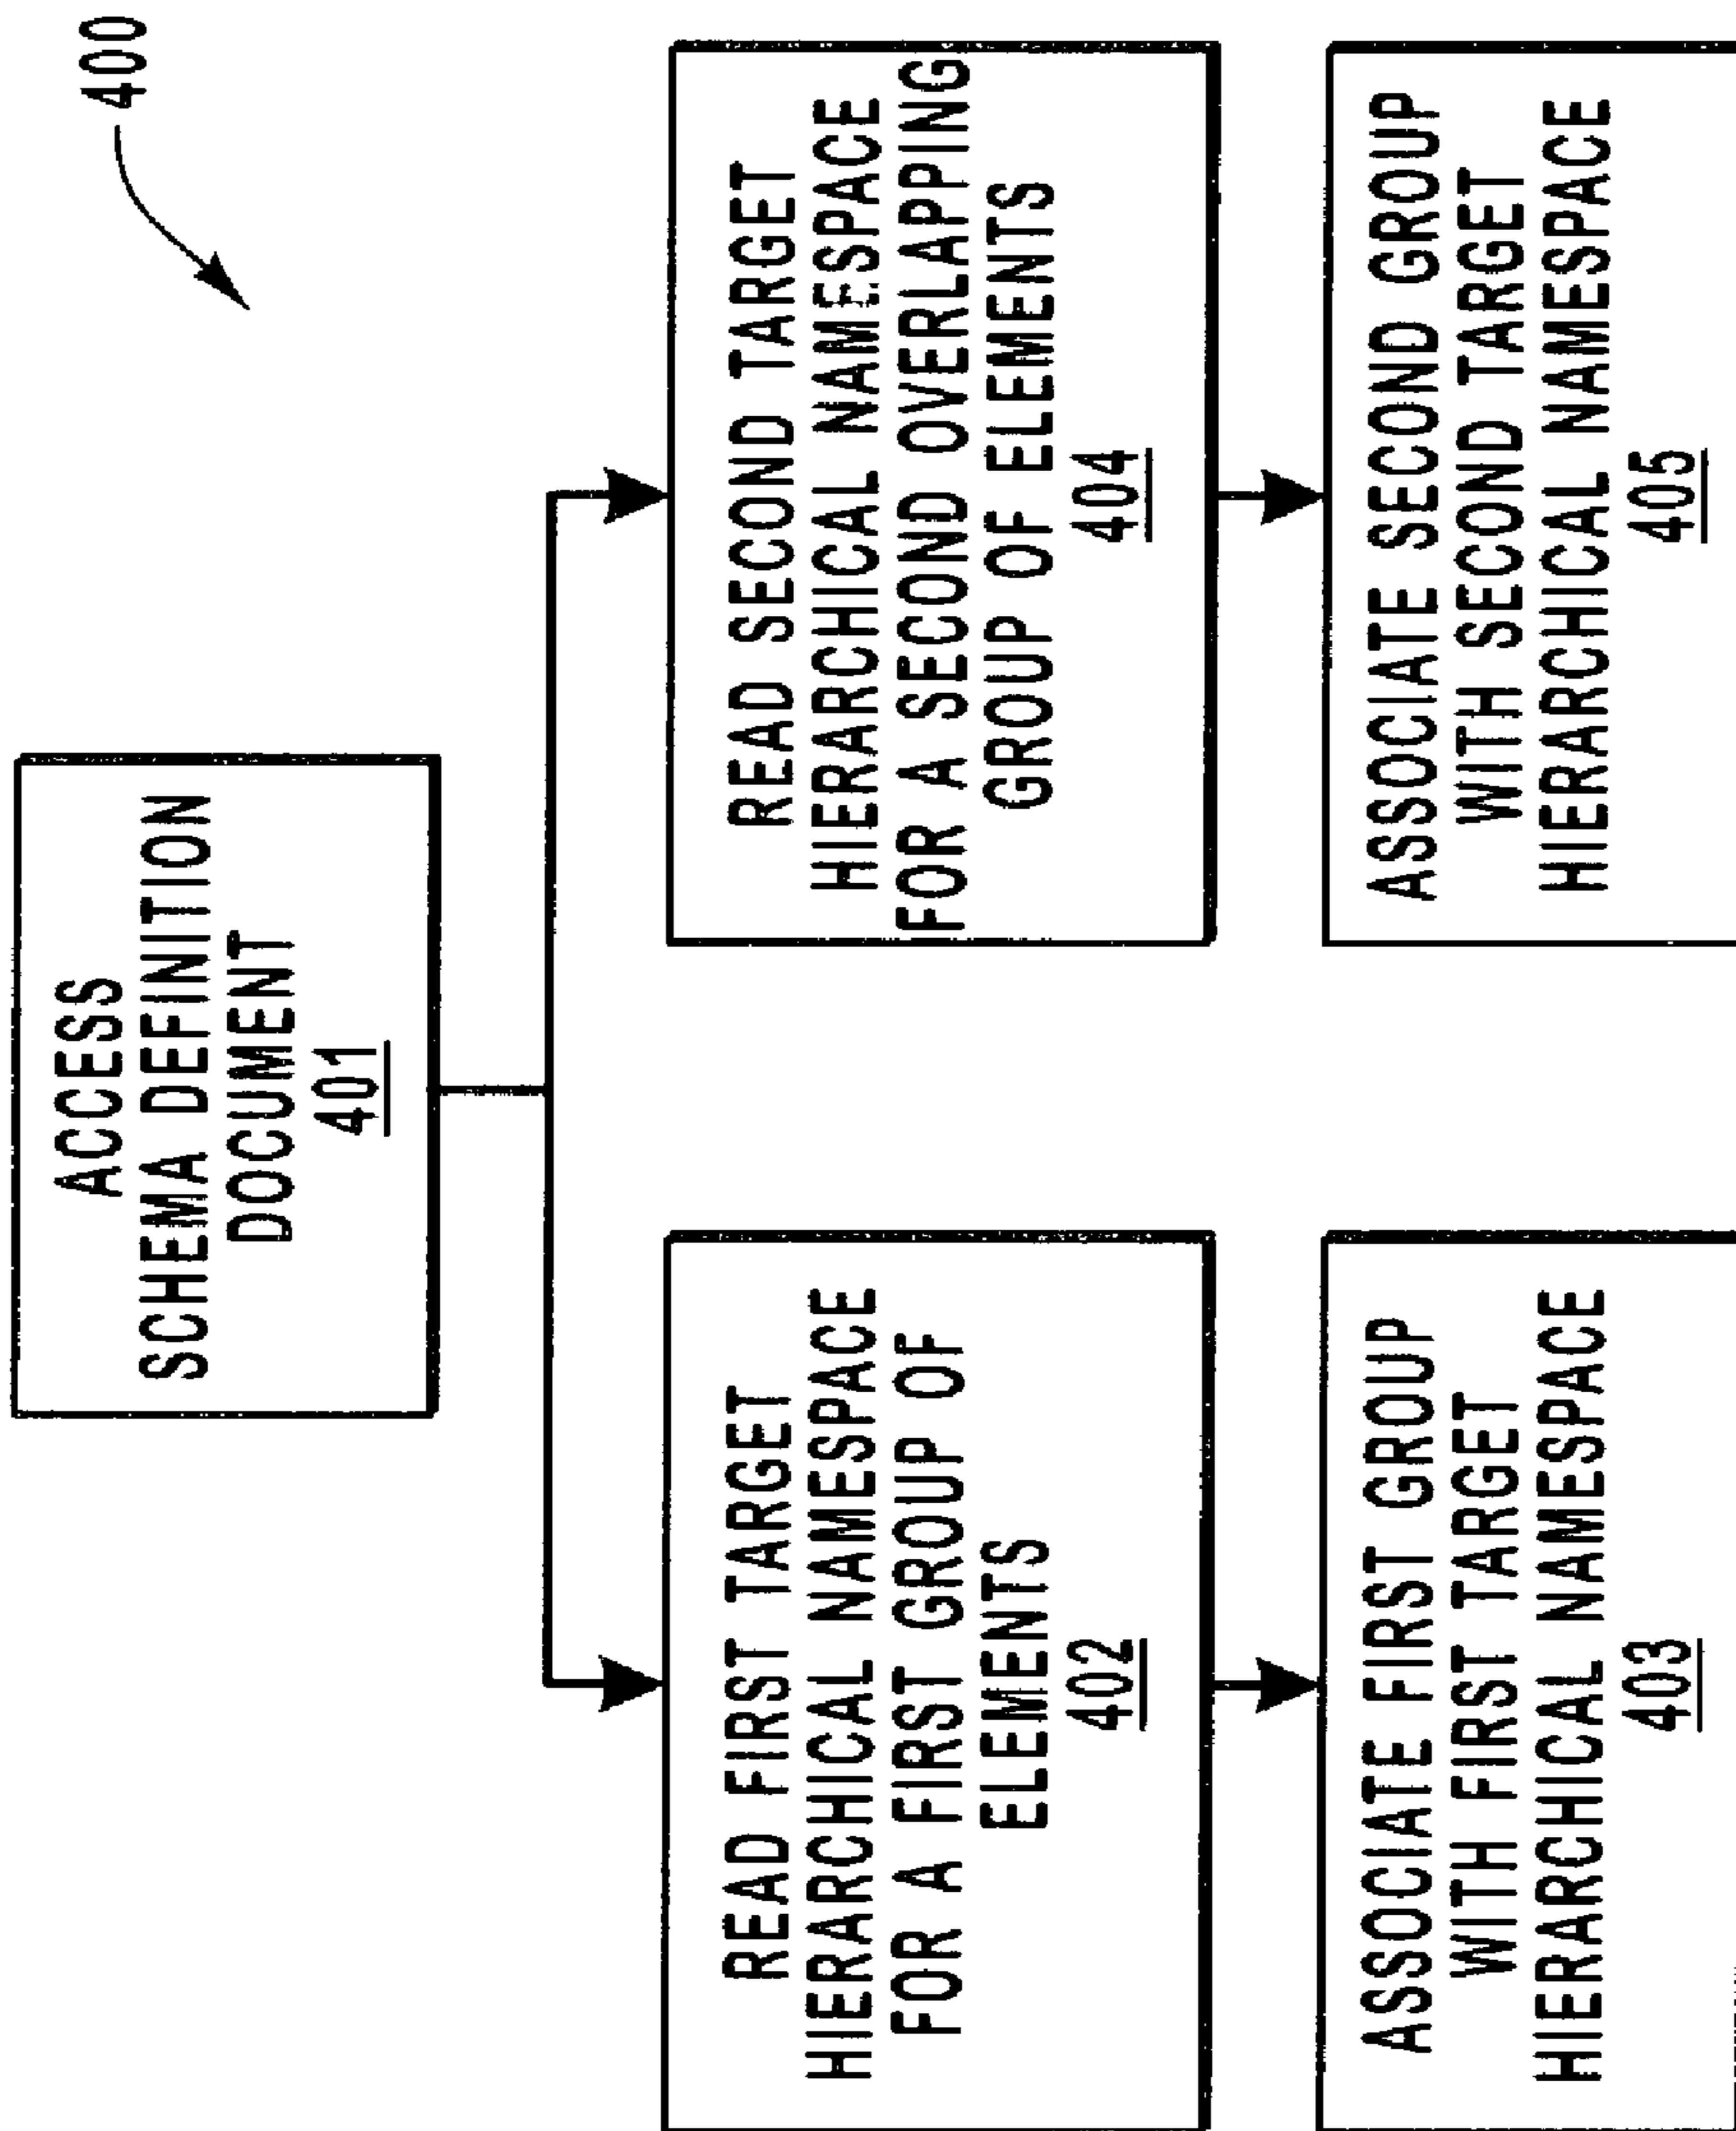 400
ACCESS
SCHEMA DEFINITION
DOCUMENT
401
READ FIRST TARGET
HIERARCHICAL NAMESPACE
FOR A FIRST GROUP OF
ELEMENTS
402
ASSOCIATE FIRST GROUP
WITH FIRST TARGET
HIERARCHICAL NAMESPACE
403
READ SECOND TARGET
HIERARCHICAL NAMESPACE
FOR A SECOND OVERLAPPING
GROUP OF ELEMENTS
404
ASSOCIATE SECOND GROUP
WITH SECOND TARGET
HIERARCHICAL NAMESPACE
405